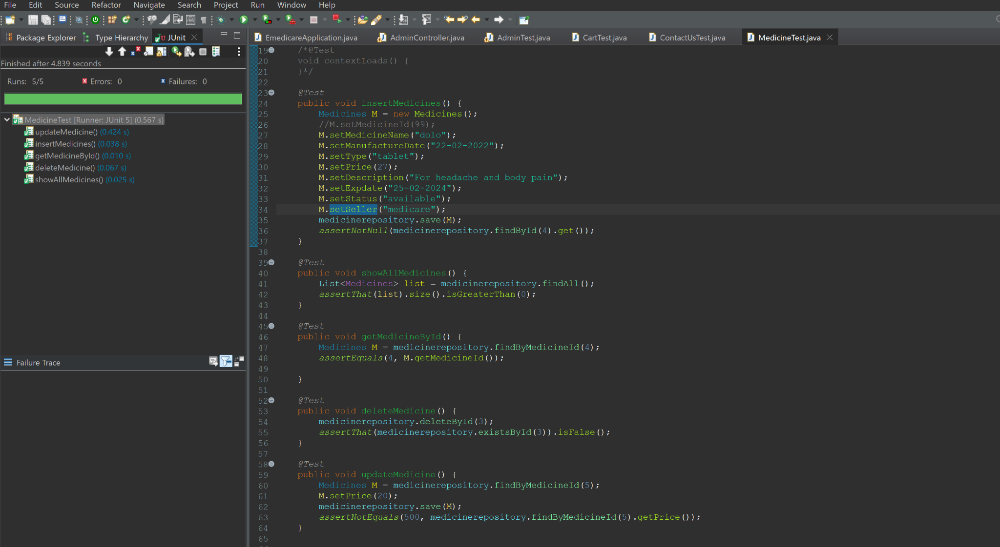 File Edit Source Refactor Navigate Search Project Run Window Help
Package Explorer Type Hierarchy JUnit
Finished after 4.839 seconds
Runs: 5/5 Errors: 0 Failures: 0
MedicineTest [Runner: JUnit 5] (0.567 s)
updateMedicine() (0.424 s)
insertMedicines() (0.038 s)
getMedicineById() (0.010 s)
deleteMedicine() (0.067 s)
showAllMedicines() (0.025 s)
Failure Trace
EmedicareApplication.java AdminController.java AdminTest.java CartTest.java ContactUsTest.java MedicineTest.java
19 /*@Test
20 void contextLoads() {
21 }*/
22
23 @Test
24 public void insertMedicines() {
25 Medicines M = new Medicines();
26 //M.setMedicineId(99);
27 M.setMedicineName("dolo");
28 M.setManufactureDate("22-02-2022");
29 M.setType("tablet");
30 M.setPrice(27);
31 M.setDescription("For headache and body pain");
32 M.setExpdate("25-02-2024");
33 M.setStatus("available");
34 M.setSeller("medicare");
35 medicinerepository.save(M);
36 assertNotNull(medicinerepository.findById(4).get());
37 }
38
39 @Test
40 public void showAllMedicines() {
41 List<Medicines> list = medicinerepository.findAll();
42 assertThat(list).size().isGreaterThan(0);
43 }
44
45 @Test
46 public void getMedicineById() {
47 Medicines M = medicinerepository.findByMedicineId(4);
48 assertEquals(4, M.getMedicineId());
49
50 }
51
52 @Test
53 public void deleteMedicine() {
54 medicinerepository.deleteById(3);
55 assertThat(medicinerepository.existsById(3)).isFalse();
56 }
57
58 @Test
59 public void updateMedicine() {
60 Medicines M = medicinerepository.findByMedicineId(5);
61 M.setPrice(20);
62 medicinerepository.save(M);
63 assertNotEquals(500, medicinerepository.findByMedicineId(5).getPrice());
64 }
65